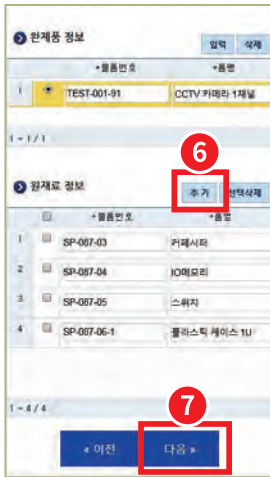 완제품 정보
입력 삭제
*물품번호 *품명
1 TEST-001-91 CCTV 카메라 1채널
1 - 1 / 1
6
원재료 정보
추가 선택삭제
*물품번호 *품명
1 SP-087-03 커패시터
2 SP-087-04 IO메모리
3 SP-087-05 스위치
4 SP-087-06-1 플라스틱 케이스 1U
1 - 4 / 4
7
« 이전 다음 »